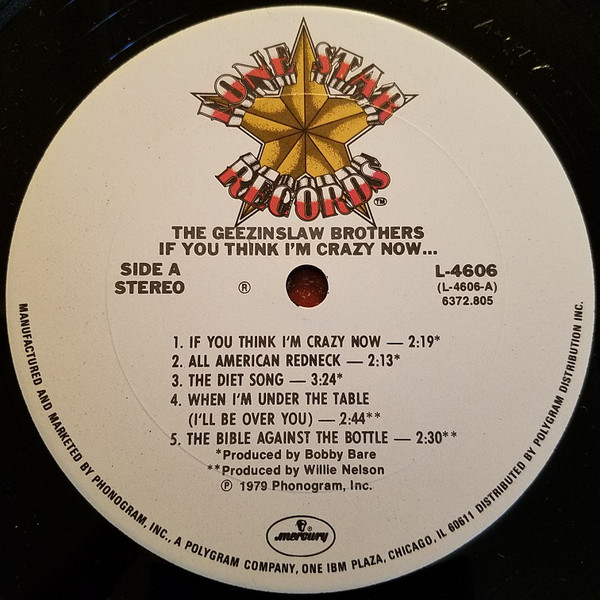 LONE STAR
RECORDS
TM
THE GEEZINSLAW BROTHERS
IF YOU THINK I'M CRAZY NOW...
SIDE A
STEREO
®
L-4606
(L-4606-A)
6372.805
1. IF YOU THINK I'M CRAZY NOW — 2:19*
2. ALL AMERICAN REDNECK — 2:13*
3. THE DIET SONG — 3:24*
4. WHEN I'M UNDER THE TABLE
(I'LL BE OVER YOU) — 2:44**
5. THE BIBLE AGAINST THE BOTTLE — 2:30**
*Produced by Bobby Bare
**Produced by Willie Nelson
℗ 1979 Phonogram, Inc.
mercury ®
MANUFACTURED AND MARKETED BY PHONOGRAM, INC., A POLYGRAM COMPANY, ONE IBM PLAZA, CHICAGO, IL 60611 DISTRIBUTED BY POLYGRAM DISTRIBUTION INC.